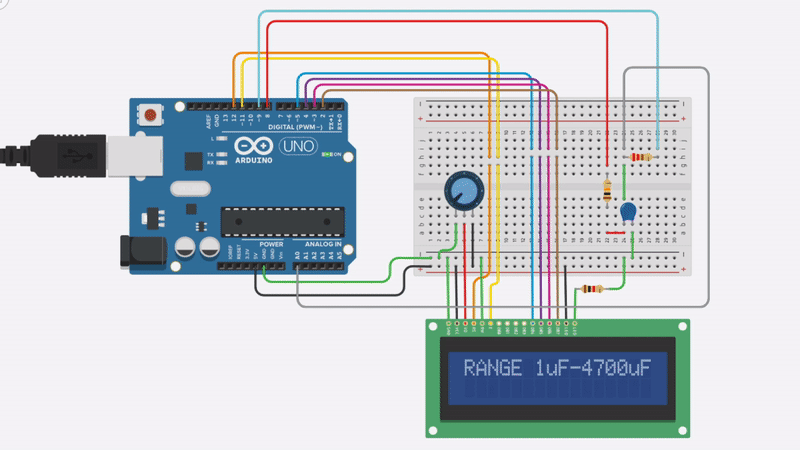 AREF
GND
13
12
~11
~10
~9
8
7
~6
~5
4
~3
2
TX→1
RX←0
DIGITAL (PWM~)
L
TX
RX
ARDUINO
UNO
ON
POWER
ANALOG IN
IOREF
RESET
3.3V
5V
GND
GND
Vin
A0
A1
A2
A3
A4
A5
a b c d e
f g h i j
RANGE 1uF-4700uF